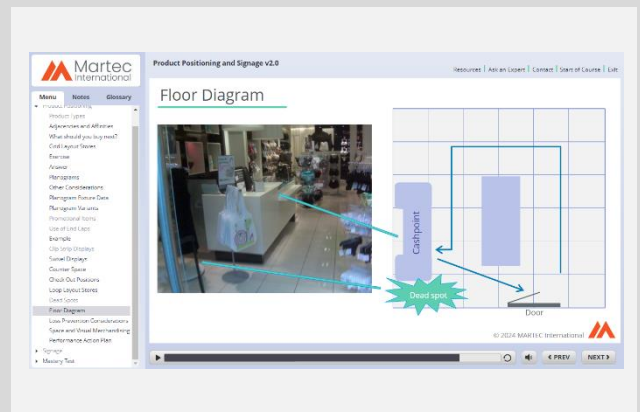 Martec
International
Product Positioning and Signage v2.0
Resources | Ask an Expert | Contact | Start of Course | Exit
Menu Notes Glossary
Product Positioning
Product Types
Adjacencies and Affinities
What should you buy next?
Grid Layout Stores
Exercise
Answer
Planograms
Other Considerations
Planogram Fixture Data
Planogram Variants
Promotional Items
Use of End Caps
Example
Clip Strip Displays
Swivel Displays
Counter Space
Check Out Positions
Loop Layout Stores
Dead Spots
Floor Diagram
Loss Prevention Considerations
Space and Visual Merchandising
Performance Action Plan
Signage
Mastery Test
Floor Diagram
Cashpoint
Dead spot
Door
© 2024 MARTEC International
< PREV
NEXT >